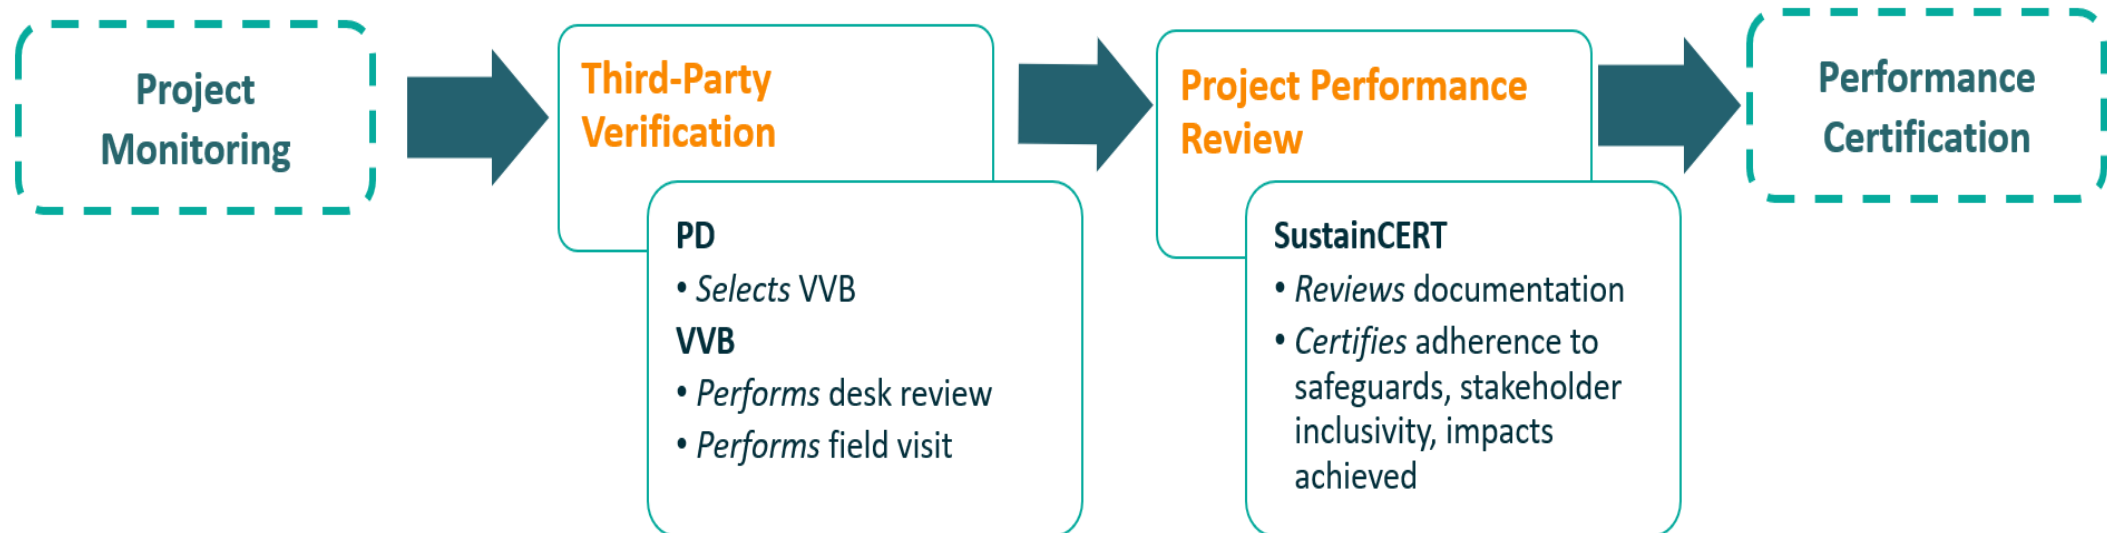 Project
Monitoring
Third-Party
Verification
PD
• Selects VVB
VVB
• Performs desk review
• Performs field visit
Project Performance
Review
SustainCERT
• Reviews documentation
• Certifies adherence to
safeguards, stakeholder
inclusivity, impacts
achieved
Performance
Certification